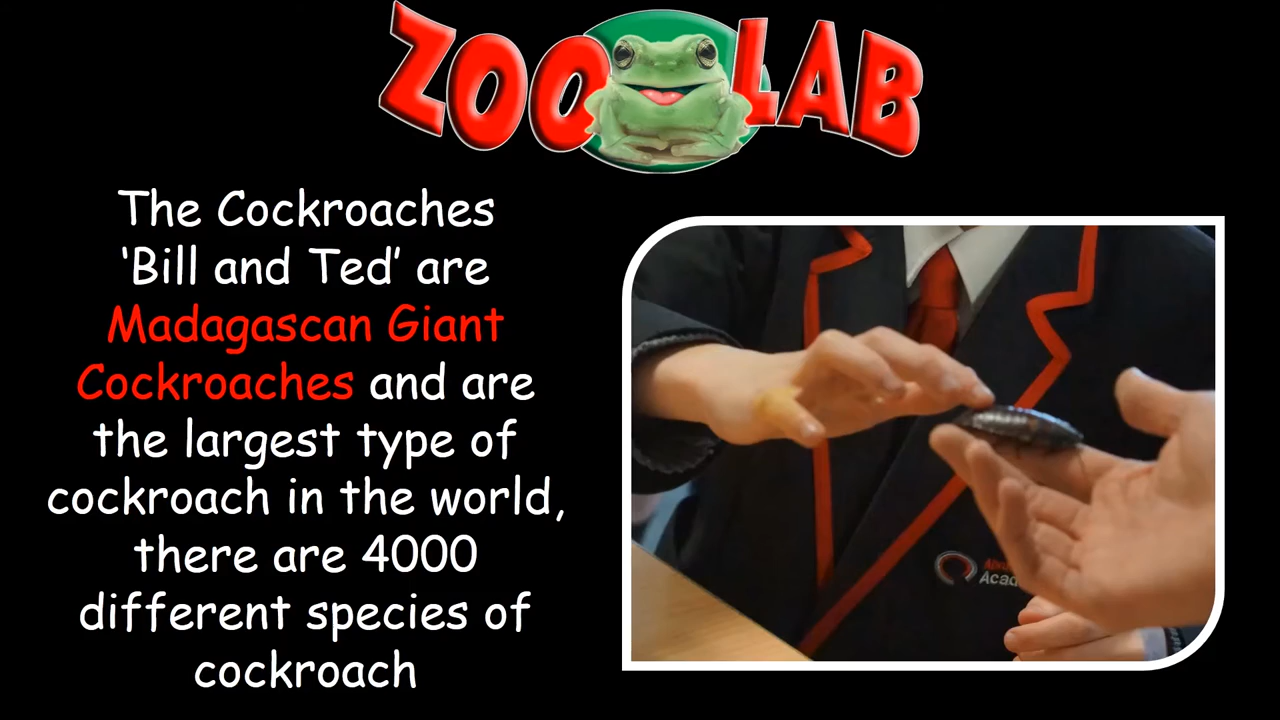 ZOO LAB
The Cockroaches
‘Bill and Ted’ are
Madagascan Giant
Cockroaches and are
the largest type of
cockroach in the world,
there are 4000
different species of
cockroach